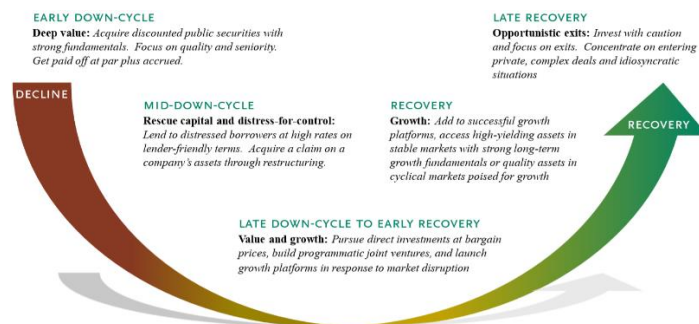 EARLY DOWN-CYCLE
Deep value: Acquire discounted public securities with
strong fundamentals. Focus on quality and seniority.
Get paid off at par plus accrued.
LATE RECOVERY
Opportunistic exits: Invest with caution
and focus on exits. Concentrate on entering
private, complex deals and idiosyncratic
situations
DECLINE
MID-DOWN-CYCLE
Rescue capital and distress-for-control:
Lend to distressed borrowers at high rates on
lender-friendly terms. Acquire a claim on a
company's assets through restructuring.
RECOVERY
Growth: Add to successful growth
platforms, access high-yielding assets in
stable markets with strong long-term
growth fundamentals or quality assets in
cyclical markets poised for growth
RECOVERY
LATE DOWN-CYCLE TO EARLY RECOVERY
Value and growth: Pursue direct investments at bargain
prices, build programmatic joint ventures, and launch
growth platforms in response to market disruption